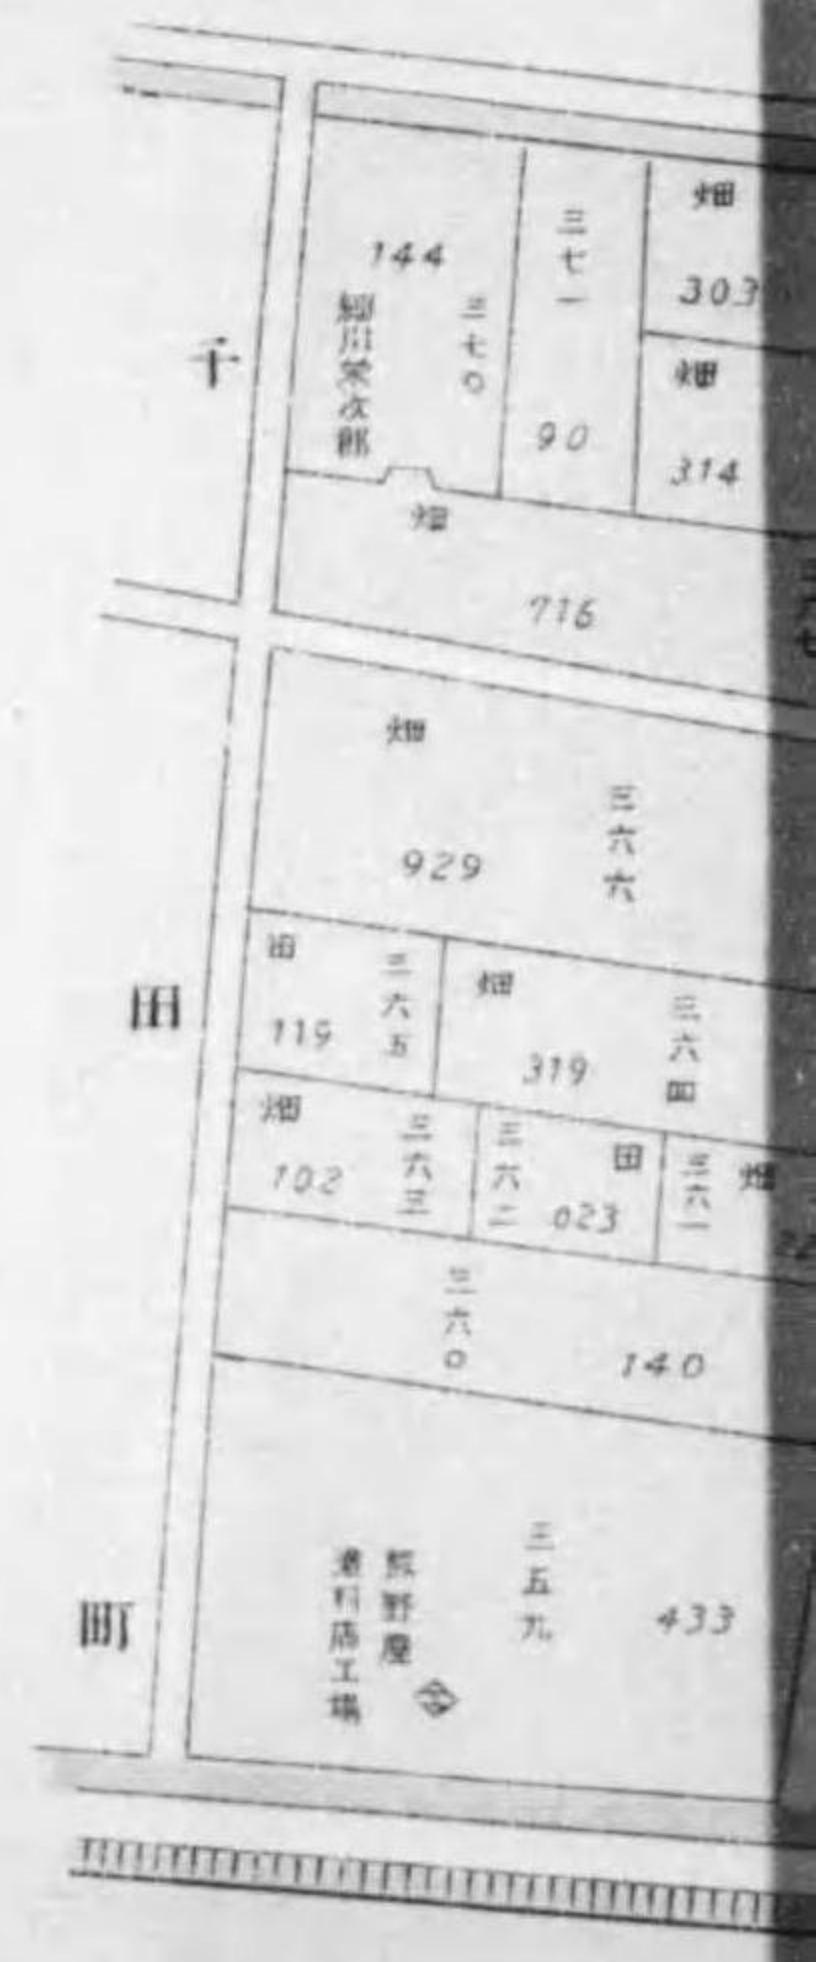 千
田
町
畑
303
三七一
90
144
三七〇
細川栄次郎
畑
314
畑
716
三六七
畑
929
三六六
田
119
三六五
畑
319
三六四
畑
102
三六三
三六二
田
023
三六一
畑
三六〇
140
三五九
433
熊野屋
店工場